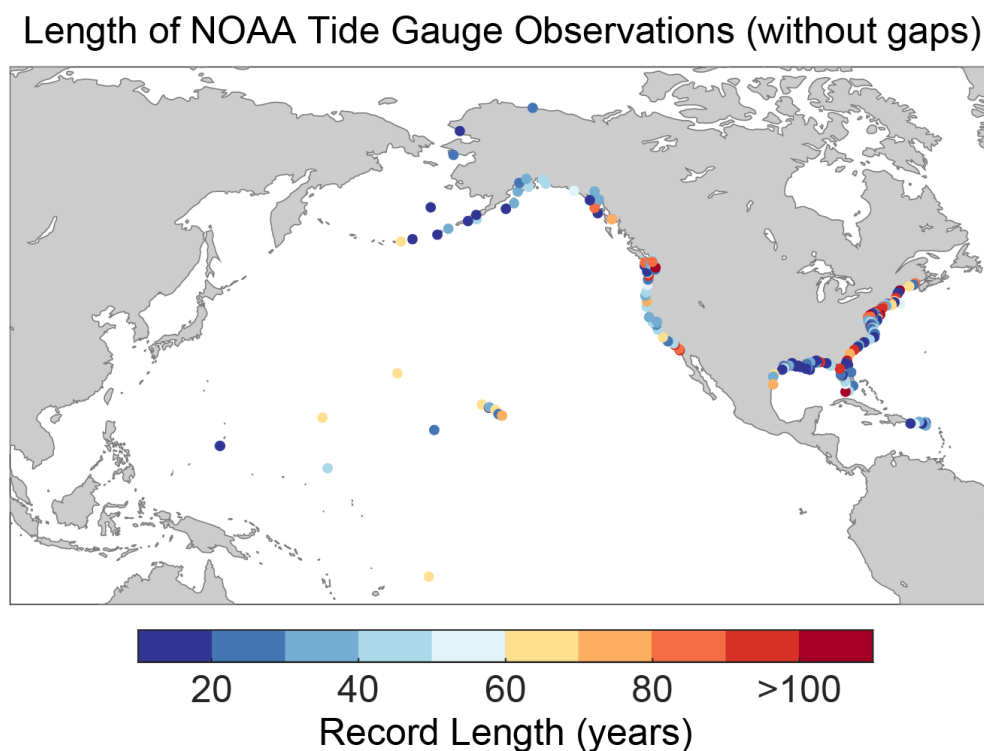 Length of NOAA Tide Gauge Observations (without gaps)
20 40 60 80 >100
Record Length (years)